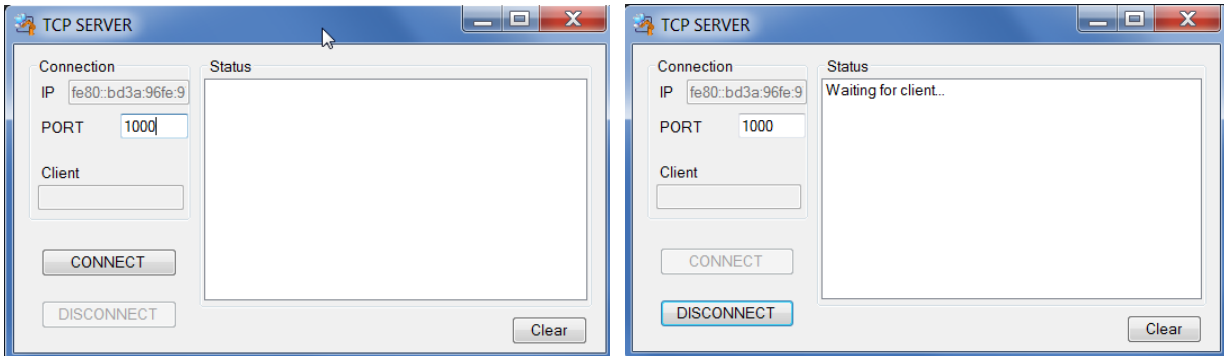 TCP SERVER
Connection
Status
IP fe80::bd3a:96fe:9
PORT 1000
Client
CONNECT
DISCONNECT
Clear
TCP SERVER
Connection
Status
IP fe80::bd3a:96fe:9
Waiting for client...
PORT 1000
Client
CONNECT
DISCONNECT
Clear